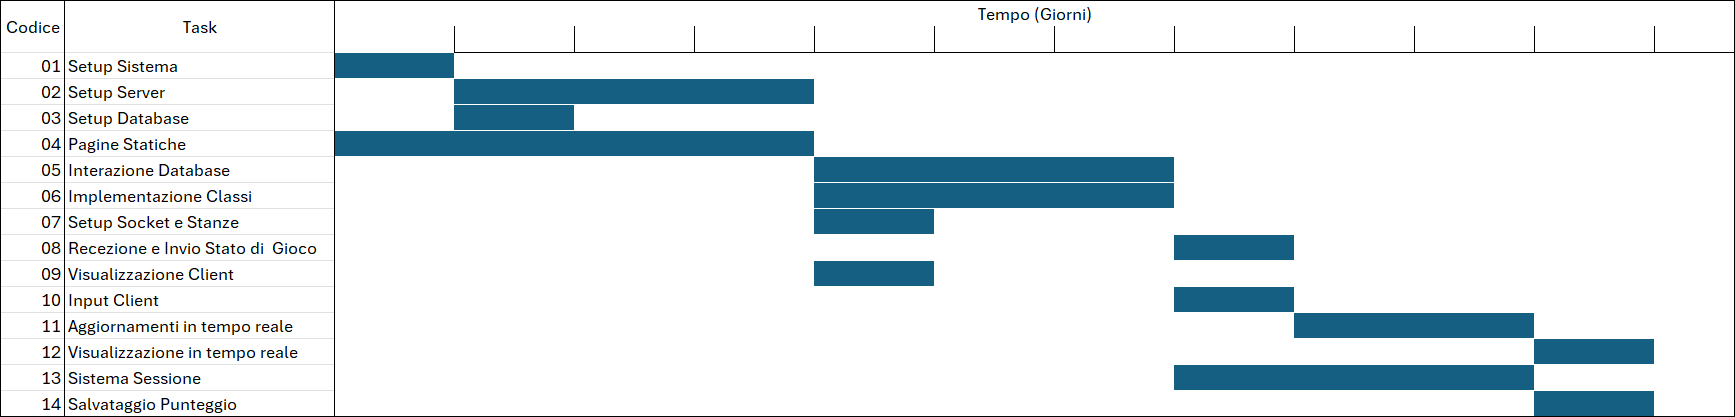 Codice Task Tempo (Giorni)
01 Setup Sistema
02 Setup Server
03 Setup Database
04 Pagine Statiche
05 Interazione Database
06 Implementazione Classi
07 Setup Socket e Stanze
08 Recezione e Invio Stato di  Gioco
09 Visualizzazione Client
10 Input Client
11 Aggiornamenti in tempo reale
12 Visualizzazione in tempo reale
13 Sistema Sessione
14 Salvataggio Punteggio